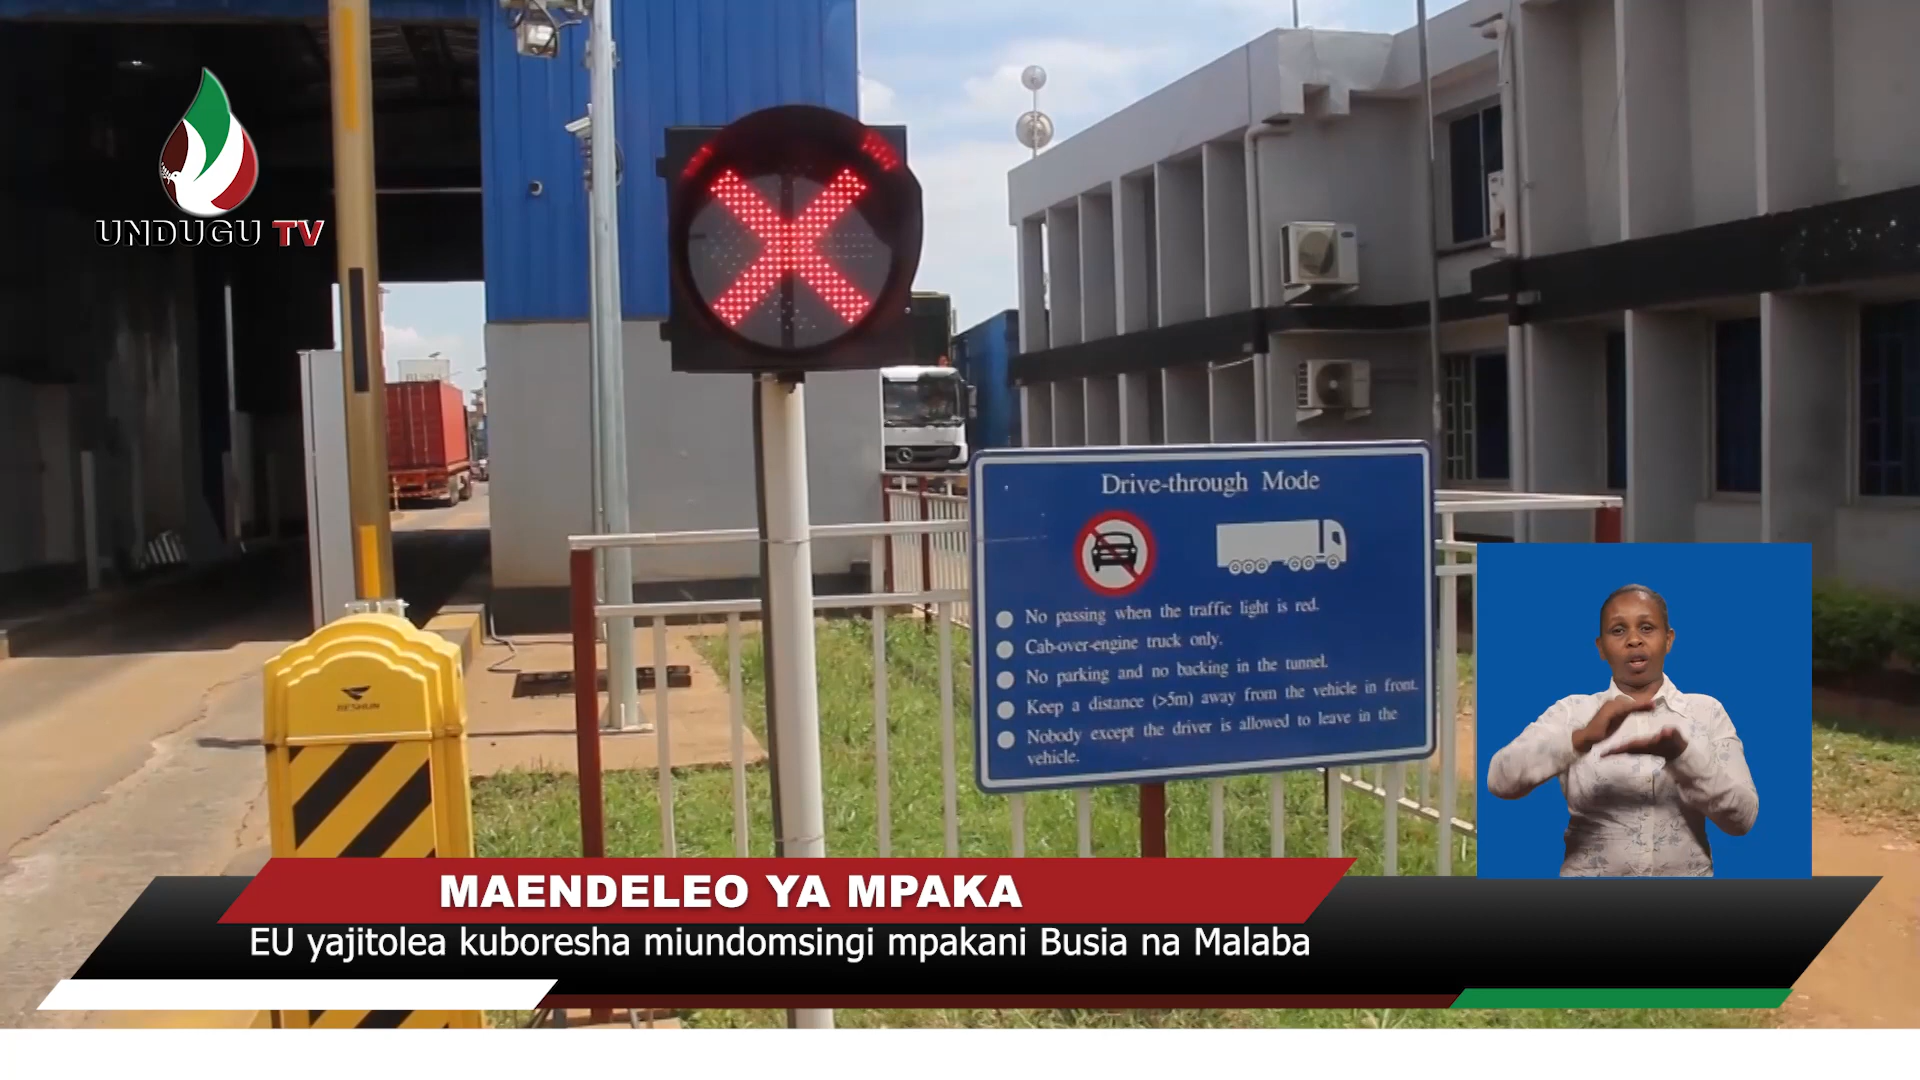 UNDUGU TV
Drive-through Mode
No passing when the traffic light is red.
Cab-over-engine truck only.
No parking and no backing in the tunnel.
Keep a distance (>5m) away from the vehicle in front.
Nobody except the driver is allowed to leave in the
vehicle.
BESHUN
MAENDELEO YA MPAKA
EU yajitolea kuboresha miundomsingi mpakani Busia na Malaba